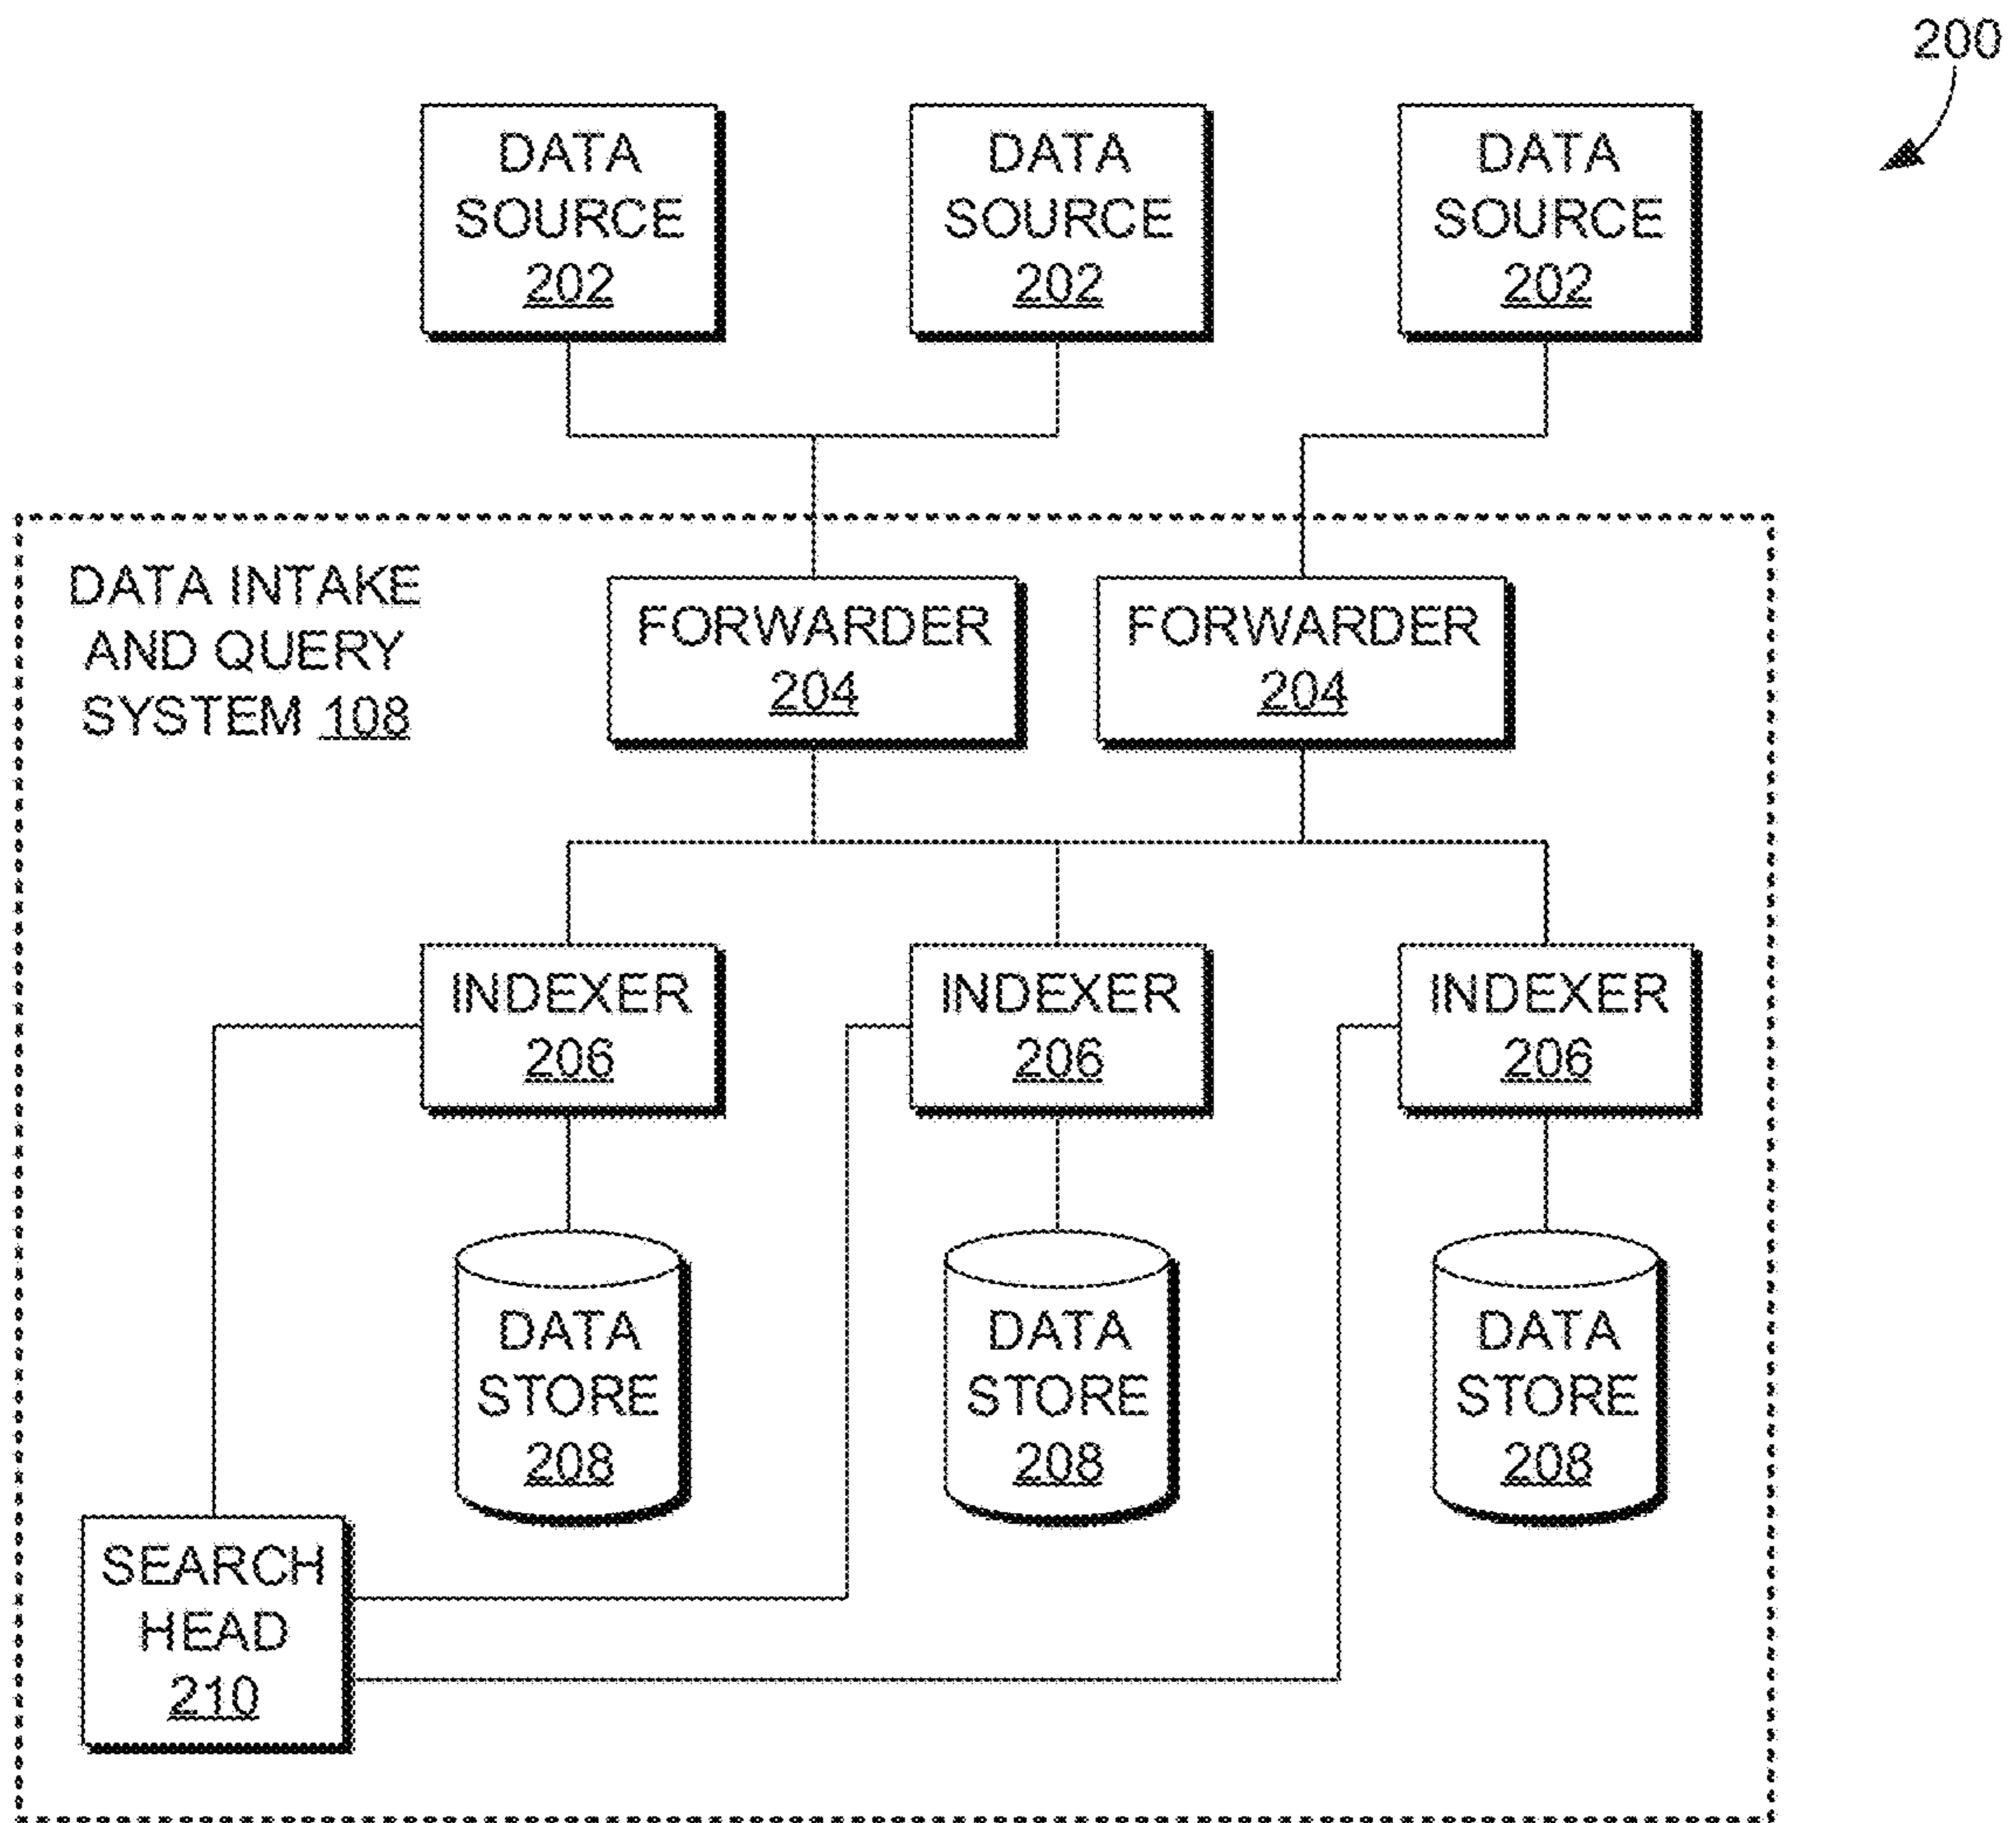 200
DATA
SOURCE
202
DATA
SOURCE
202
DATA
SOURCE
202
DATA INTAKE
AND QUERY
SYSTEM 108
FORWARDER
204
FORWARDER
204
INDEXER
206
INDEXER
206
INDEXER
206
DATA
STORE
208
DATA
STORE
208
DATA
STORE
208
SEARCH
HEAD
210